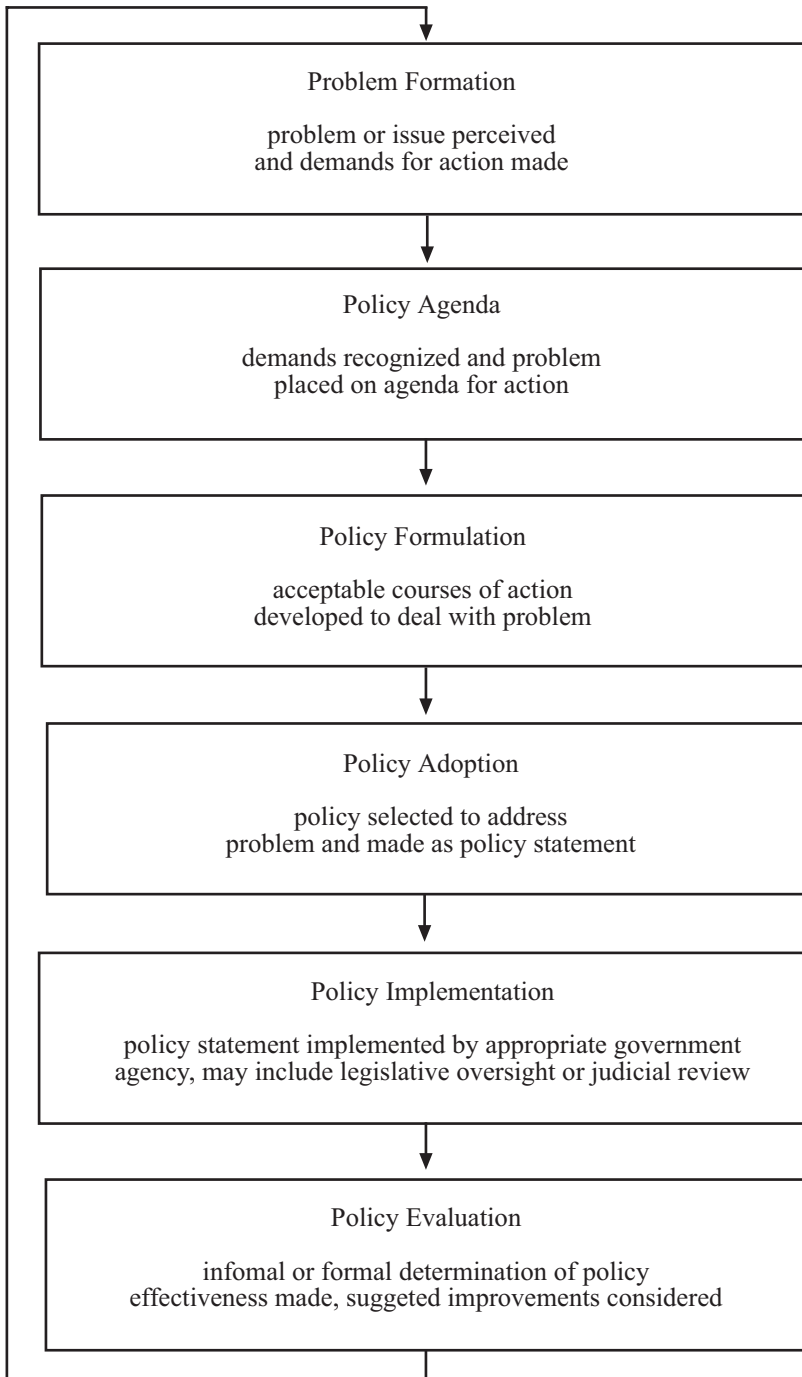 Problem Formation
problem or issue perceived
and demands for action made
Policy Agenda
demands recognized and problem
placed on agenda for action
Policy Formulation
acceptable courses of action
developed to deal with problem
Policy Adoption
policy selected to address
problem and made as policy statement
Policy Implementation
policy statement implemented by appropriate government
agency, may include legislative oversight or judicial review
Policy Evaluation
infomal or formal determination of policy
effectiveness made, suggeted improvements considered